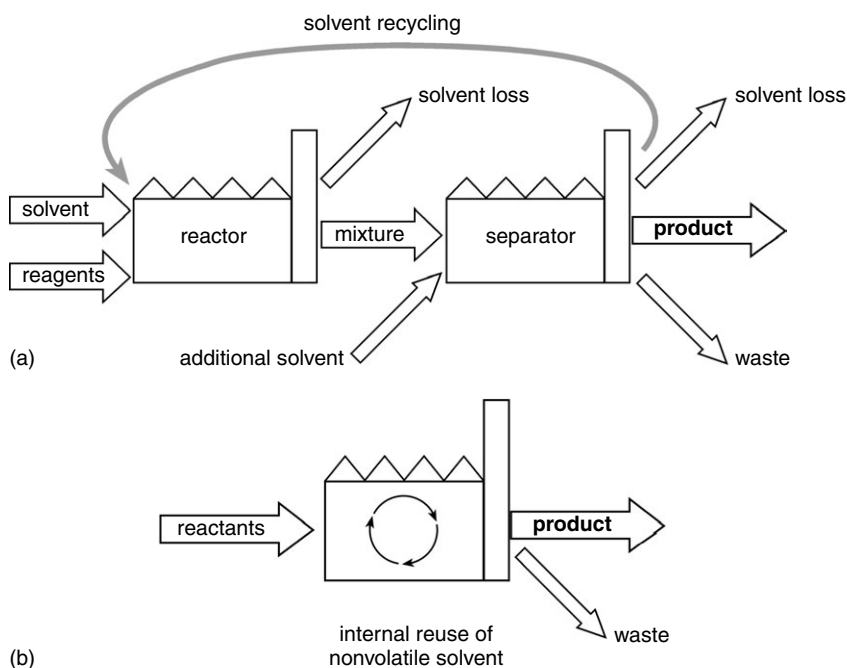 solvent recycling
solvent loss
solvent loss
solvent
reactor
mixture
separator
product
reagents
additional solvent
waste
(a)
reactants
product
internal reuse of
nonvolatile solvent
waste
(b)